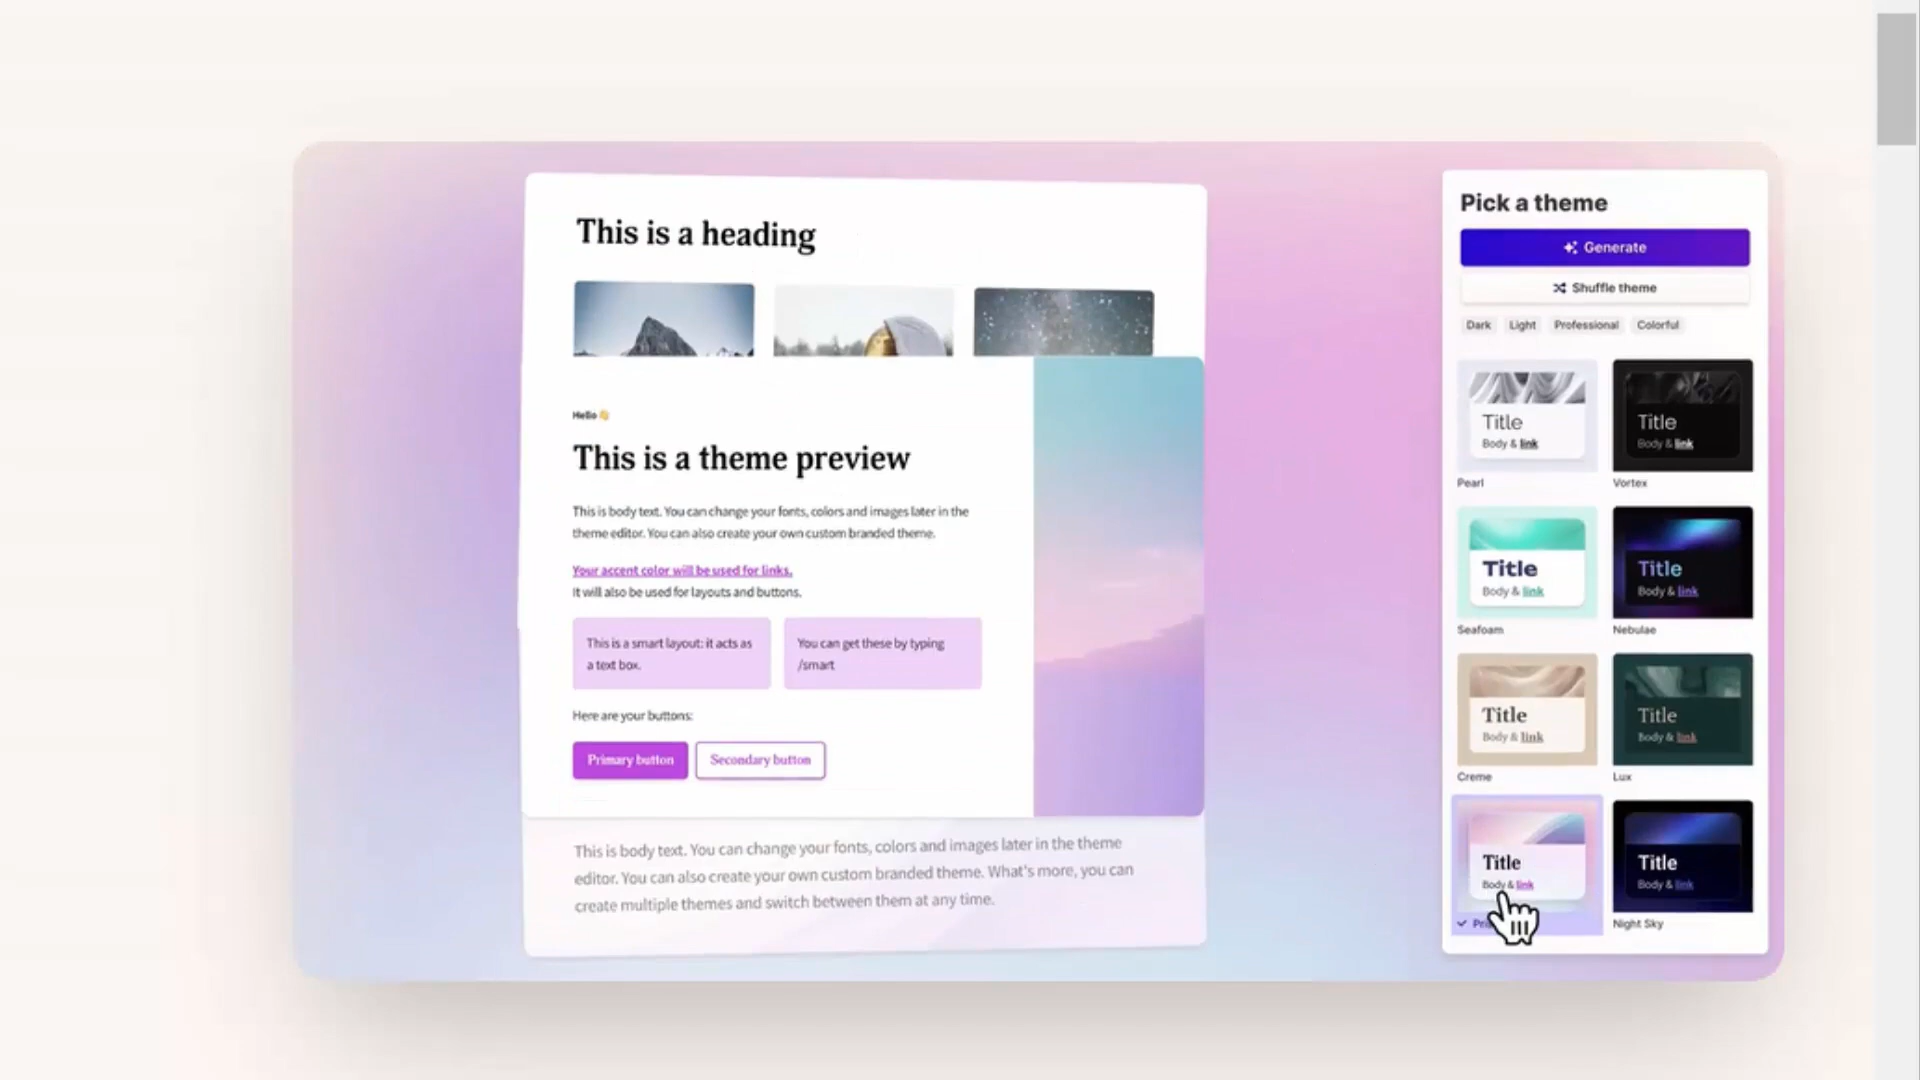 This is a heading
Hello 👋
This is a theme preview
This is body text. You can change your fonts, colors and images later in the
theme editor. You can also create your own custom branded theme.
Your accent color will be used for links.
It will also be used for layouts and buttons.
This is a smart layout: it acts as
a text box.
You can get these by typing
/smart
Here are your buttons:
Primary button
Secondary button
This is body text. You can change your fonts, colors and images later in the theme
editor. You can also create your own custom branded theme. What's more, you can
create multiple themes and switch between them at any time.
Pick a theme
Generate
Shuffle theme
Dark Light Professional Colorful
Title
Body & link
Pearl
Title
Body & link
Vortex
Title
Body & link
Seafoam
Title
Body & link
Nebulae
Title
Body & link
Creme
Title
Body & link
Lux
Title
Body & link
Title
Body & link
Night Sky